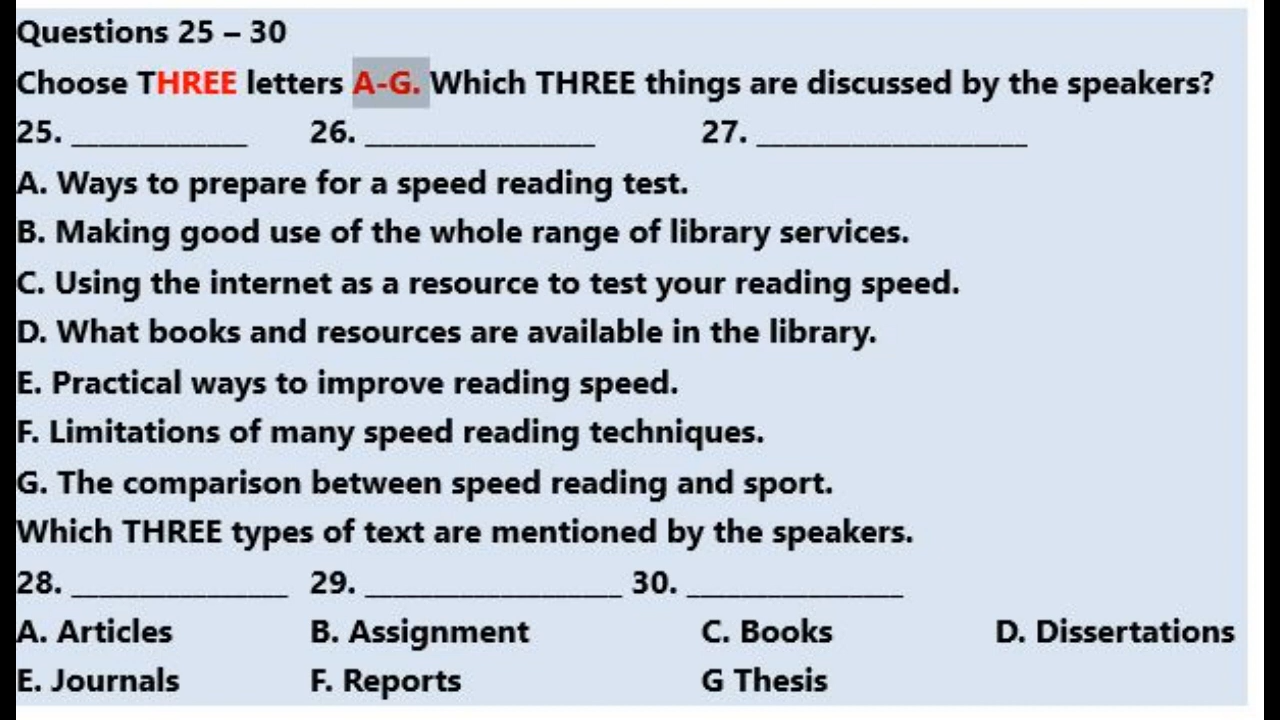 Questions 25 – 30
Choose THREE letters A-G. Which THREE things are discussed by the speakers?
25. ___________ 26. ______________ 27. _________________
A. Ways to prepare for a speed reading test.
B. Making good use of the whole range of library services.
C. Using the internet as a resource to test your reading speed.
D. What books and resources are available in the library.
E. Practical ways to improve reading speed.
F. Limitations of many speed reading techniques.
G. The comparison between speed reading and sport.
Which THREE types of text are mentioned by the speakers.
28. _____________ 29. ________________ 30. _____________
A. Articles B. Assignment C. Books D. Dissertations
E. Journals F. Reports G Thesis